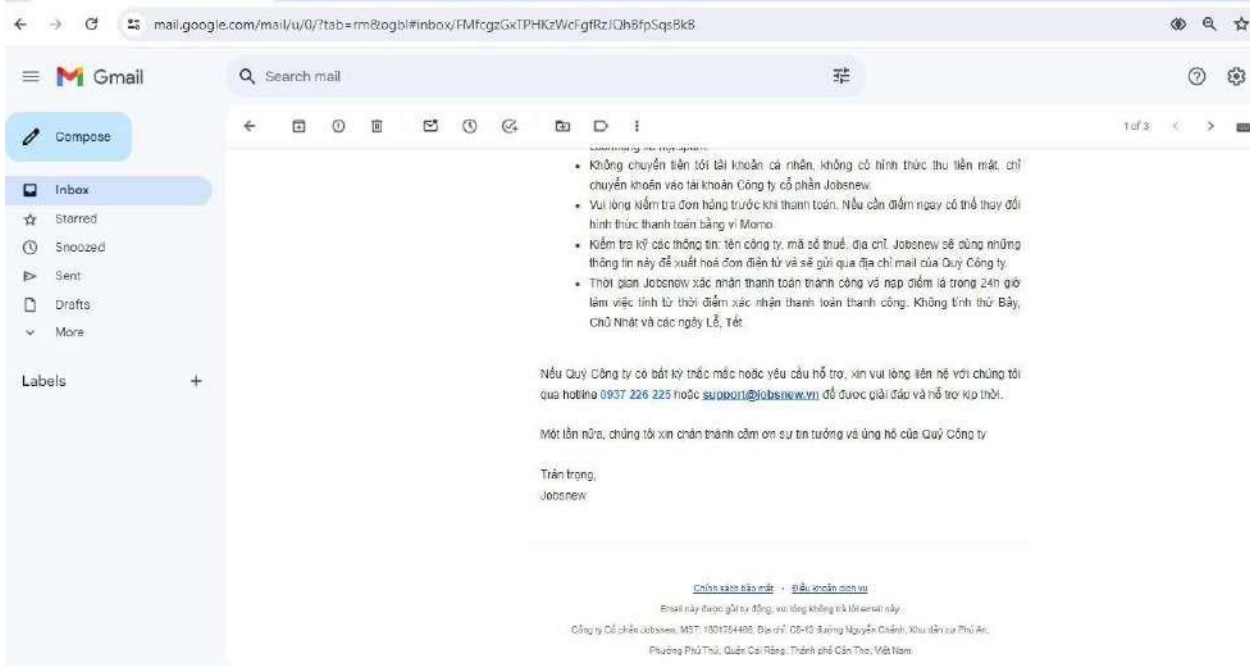 mail.google.com/mail/u/0/?tab=rm&ogbl#inbox/FMfcgzGxTPHKzWcFgfRzJQhBfpSqsBkB
Gmail
Search mail
Compose
1 of 3
Inbox
Starred
Snoozed
Sent
Drafts
More
Labels
Không chuyển tiền tới tài khoản cá nhân, không có hình thức thu tiền mặt, chỉ
chuyển khoản vào tài khoản Công ty cổ phần Jobsnew.
Vui lòng kiểm tra đơn hàng trước khi thanh toán. Nếu cần điểm ngay có thể thay đổi
hình thức thanh toán bằng ví Momo.
Kiểm tra kỹ các thông tin: tên công ty, mã số thuế, địa chỉ. Jobsnew sẽ dùng những
thông tin này để xuất hoá đơn điện tử và sẽ gửi qua địa chỉ mail của Quý Công ty.
Thời gian Jobsnew xác nhận thanh toán thành công và nạp điểm là trong 24h giờ
làm việc tính từ thời điểm xác nhận thanh toán thanh công. Không tính thứ Bảy,
Chủ Nhật và các ngày Lễ, Tết.
Nếu Quý Công ty có bất kỳ thắc mắc hoặc yêu cầu hỗ trợ, xin vui lòng liên hệ với chúng tôi
qua hotline 0937 226 225 hoặc support@jobsnew.vn để được giải đáp và hỗ trợ kịp thời.
Một lần nữa, chúng tôi xin chân thành cảm ơn sự tin tưởng và ủng hộ của Quý Công ty
Trân trọng,
Jobsnew
Chính sách bảo mật · Điều khoản dịch vụ
Email này được gửi tự động, vui lòng không trả lời email này.
Công ty Cổ phần Jobsnew, MST: 1801754466, Địa chỉ: C8-13 đường Nguyễn Chánh, Khu dân cư Phú An,
Phường Phú Thứ, Quận Cái Răng, Thành phố Cần Thơ, Việt Nam